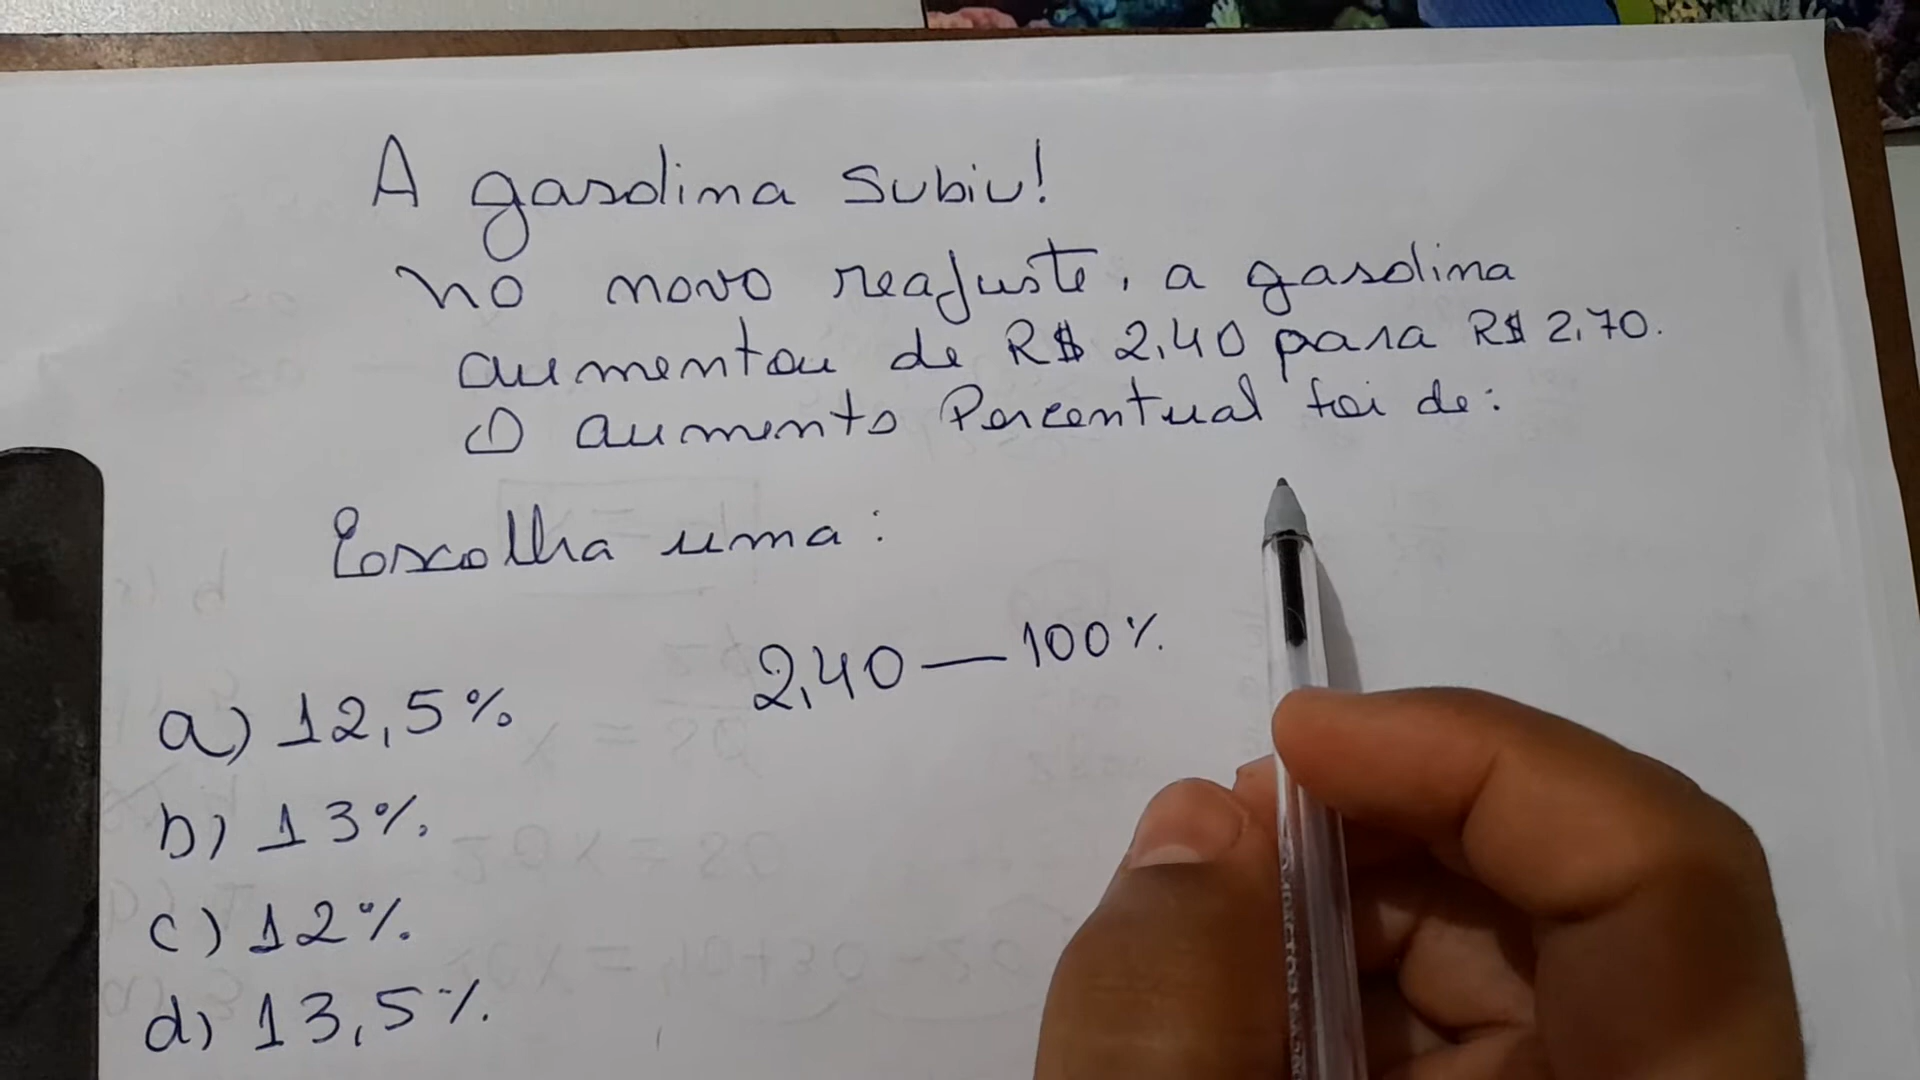 A gasolina subiu!
no novo reajuste, a gasolina
aumentou de R$ 2,40 para R$ 2,70.
O aumento Percentual foi de:
Escolha uma:
2,40 — 100%
a) 12,5%
b) 13%
c) 12%
d) 13,5%